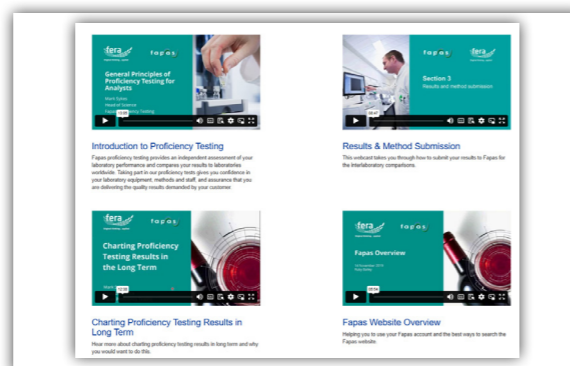 fera
fapas
General Principles of
Proficiency Testing for
Analysts
Mark Sykes
Head of Science
Introduction to Proficiency Testing
Fapas proficiency testing provides an independent assessment of your
laboratory performance and compares your results to laboratories
worldwide. Taking part in our proficiency tests gives you confidence in
your laboratory equipment, methods and staff, and assurance that you
are delivering the quality results demanded by your customer
fapas
fera
Section 3
Results and method submission
Results & Method Submission
This webcast takes you through how to submit your results to Fapas for
the interlaboratory comparisons.
fera
fapas
Charting Proficiency
Testing Results in
the Long Term
Charting Proficiency Testing Results in
Long Term
Hear more about charting proficiency testing results in long term and why
you would want to do this.
fera
fapas
Fapas Overview
Fapas Website Overview
Helping you to use your Fapas account and the best ways to search the
Fapas website.